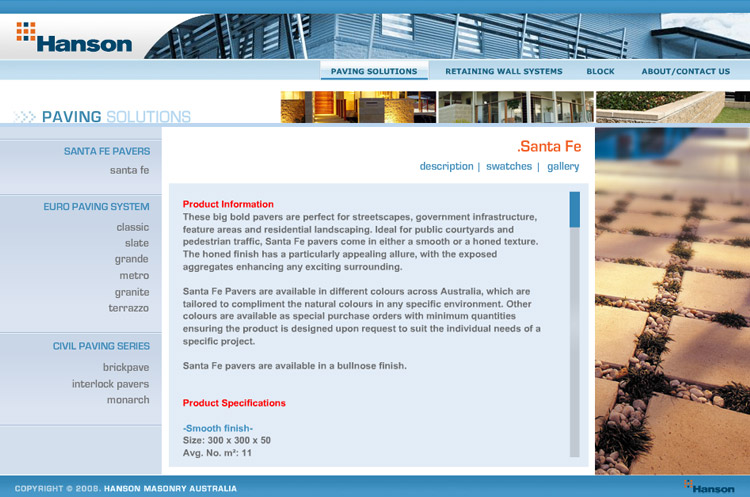 Hanson
PAVING SOLUTIONS RETAINING WALL SYSTEMS BLOCK ABOUT/CONTACT US
PAVING SOLUTIONS
SANTA FE PAVERS
santa fe
EURO PAVING SYSTEM
classic
slate
grande
metro
granite
terrazzo
CIVIL PAVING SERIES
brickpave
interlock pavers
monarch
.Santa Fe
description | swatches | gallery
Product Information
These big bold pavers are perfect for streetscapes, government infrastructure,
feature areas and residential landscaping. Ideal for public courtyards and
pedestrian traffic, Santa Fe pavers come in either a smooth or a honed texture.
The honed finish has a particularly appealing allure, with the exposed
aggregates enhancing any exciting surrounding.
Santa Fe Pavers are available in different colours across Australia, which are
tailored to compliment the natural colours in any specific environment. Other
colours are available as special purchase orders with minimum quantities
ensuring the product is designed upon request to suit the individual needs of a
specific project.
Santa Fe pavers are available in a bullnose finish.
Product Specifications
-Smooth finish-
Size: 300 x 300 x 50
Avg. No. m²: 11
COPYRIGHT © 2008. HANSON MASONRY AUSTRALIA
Hanson